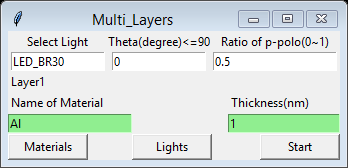 Multi_Layers
Select Light Theta(degree)<=90 Ratio of p-polo(0~1)
LED_BR30 0 0.5
Layer1
Name of Material Thickness(nm)
Al 1
Materials Lights Start